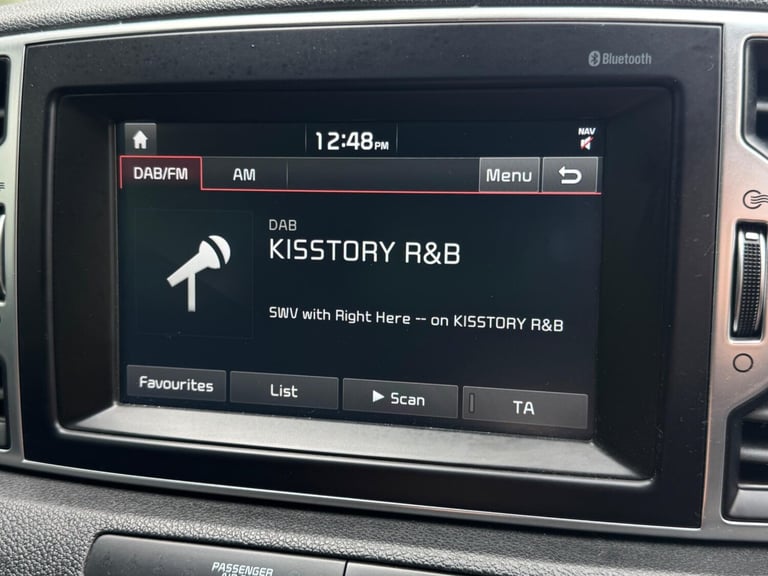 Bluetooth
12:48PM
NAV
DAB/FM
AM
Menu
DAB
KISSTORY R&B
SWV with Right Here -- on KISSTORY R&B
Favourites
List
Scan
TA
PASSENGER